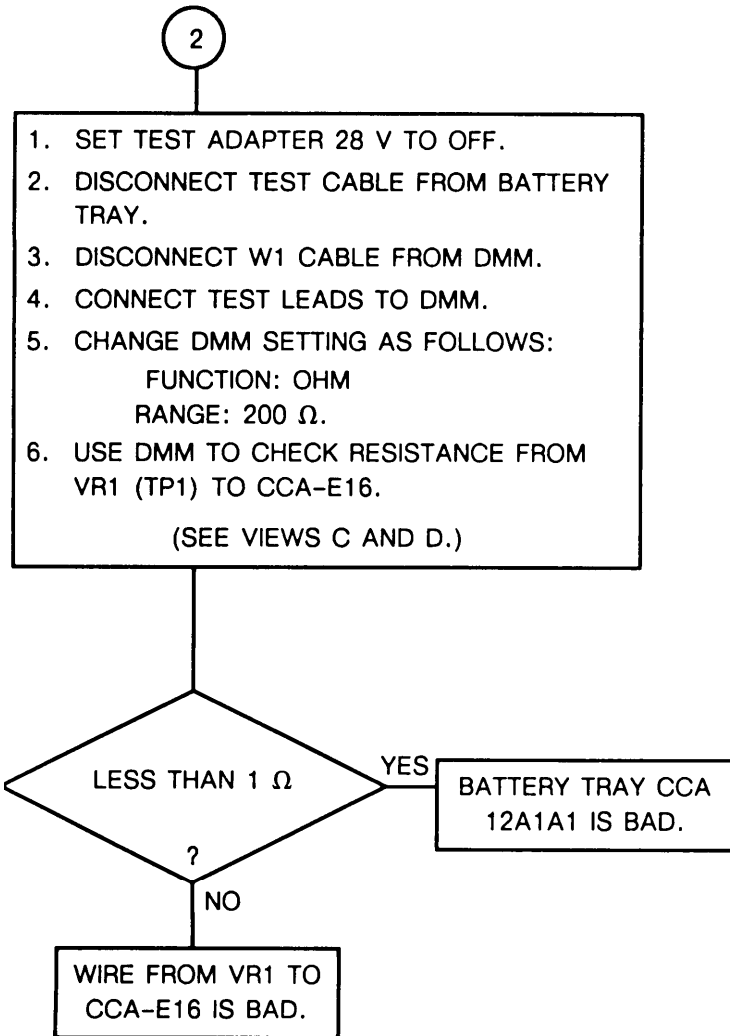 2
1. SET TEST ADAPTER 28 V TO OFF.
2. DISCONNECT TEST CABLE FROM BATTERY
TRAY.
3. DISCONNECT W1 CABLE FROM DMM.
4. CONNECT TEST LEADS TO DMM.
5. CHANGE DMM SETTING AS FOLLOWS:
FUNCTION: OHM
RANGE: 200 Ω.
6. USE DMM TO CHECK RESISTANCE FROM
VR1 (TP1) TO CCA-E16.
(SEE VIEWS C AND D.)
LESS THAN 1 Ω
?
YES
BATTERY TRAY CCA
12A1A1 IS BAD.
NO
WIRE FROM VR1 TO
CCA-E16 IS BAD.